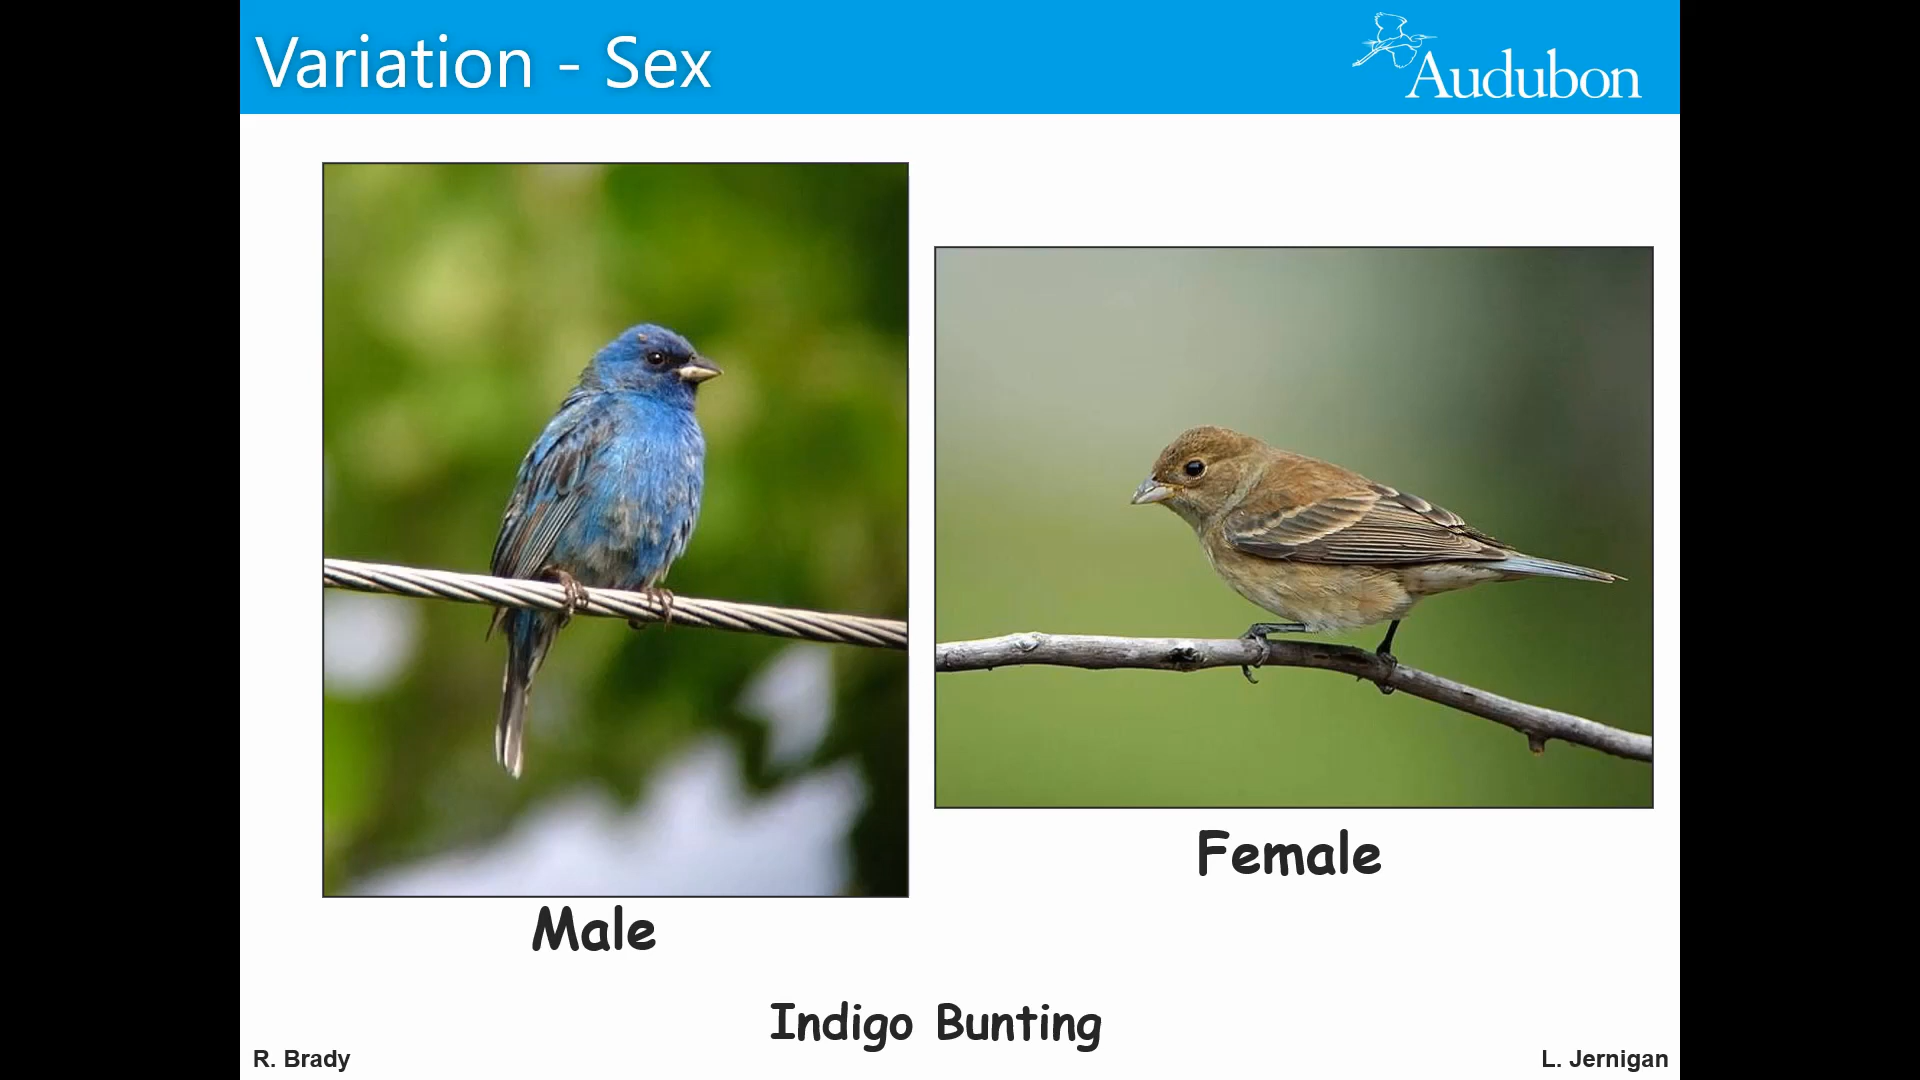 Variation - Sex
Audubon
Male
Female
Indigo Bunting
R. Brady
L. Jernigan